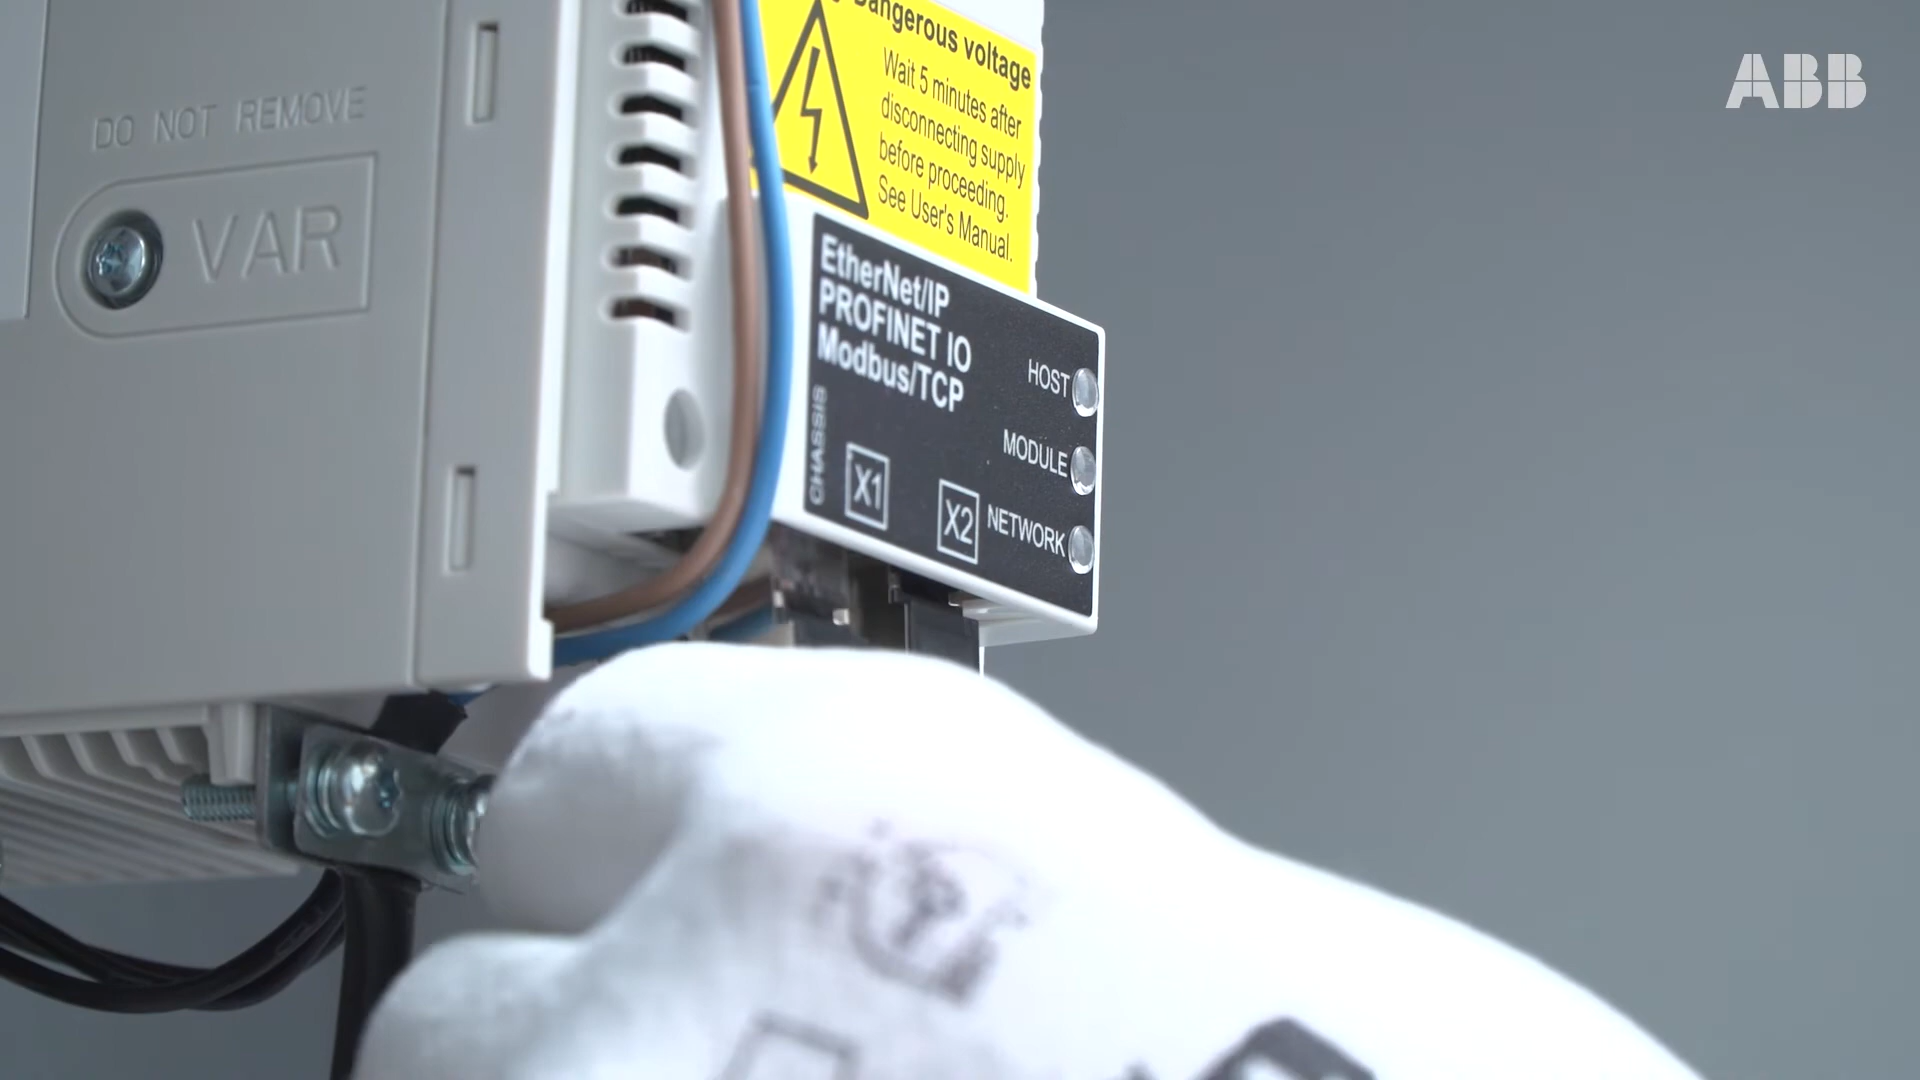 ABB
Dangerous voltage
Wait 5 minutes after
disconnecting supply
before proceeding.
See User's Manual.
DO NOT REMOVE
VAR
EtherNet/IP
PROFINET IO
Modbus/TCP
CHASSIS
X1
X2
HOST
MODULE
NETWORK